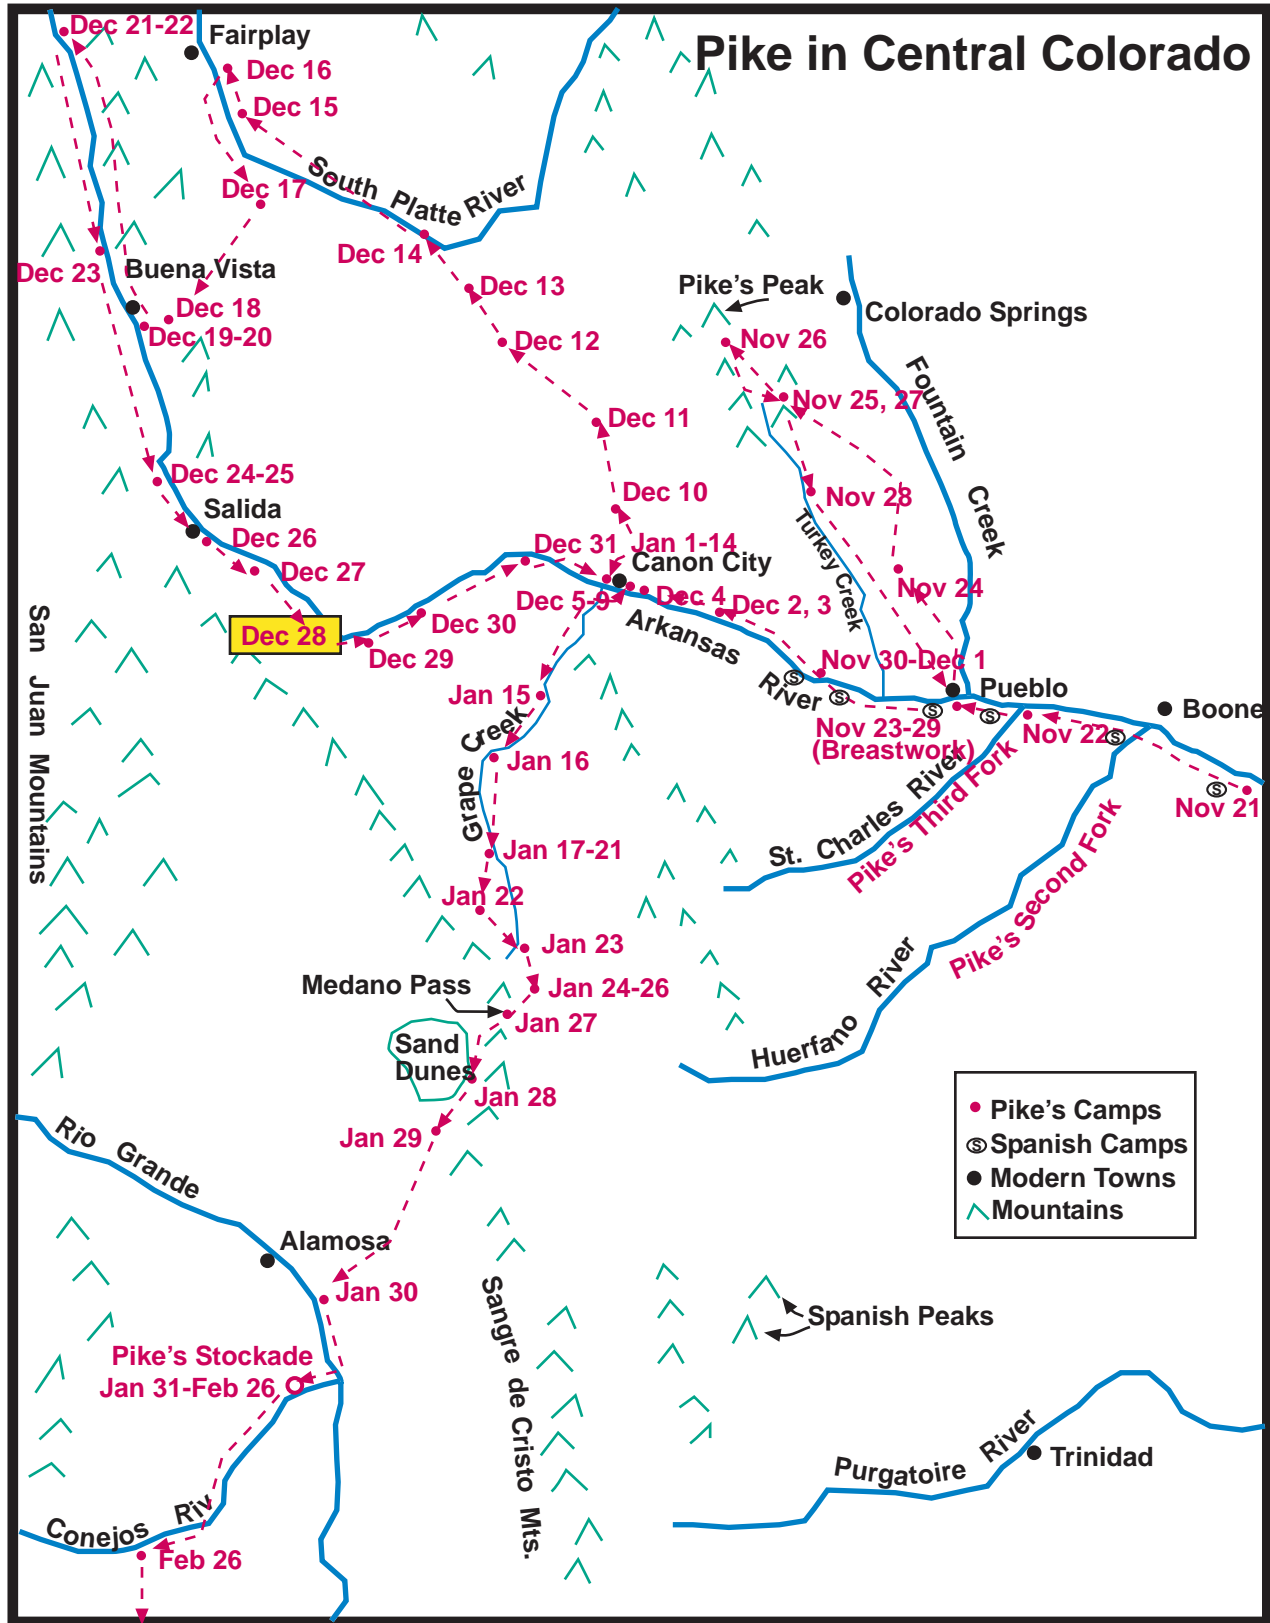 Pike in Central Colorado
Dec 21-22
Fairplay
Dec 16
Dec 15
South Platte River
Dec 17
Dec 14
Dec 23
Buena Vista
Dec 13
Pike's Peak
Colorado Springs
Dec 18
Dec 19-20
Dec 12
Nov 26
Fountain Creek
Nov 25, 27
Dec 11
Dec 24-25
Dec 10
Nov 28
Salida
Turkey Creek
Dec 26
Dec 31
Jan 1-14
Canon City
Dec 27
Dec 5-9
Dec 4
Dec 2, 3
Nov 24
San Juan Mountains
Dec 28
Dec 30
Arkansas River
Dec 29
Nov 30-Dec 1
Jan 15
Pueblo
Boone
Grape Creek
Nov 23-29
(Breastwork)
Nov 22
Jan 16
St. Charles River
Pike's Third Fork
Nov 21
Jan 17-21
Pike's Second Fork
Jan 22
Jan 23
Medano Pass
Jan 24-26
Jan 27
Huerfano River
Sand
Dunes
Jan 28
Jan 29
Pike's Camps
S Spanish Camps
Modern Towns
Mountains
Rio Grande
Alamosa
Jan 30
Sangre de Cristo Mts.
Spanish Peaks
Pike's Stockade
Jan 31-Feb 26
Purgatoire River
Trinidad
Conejos Riv
Feb 26
S
S
S
S
S
S